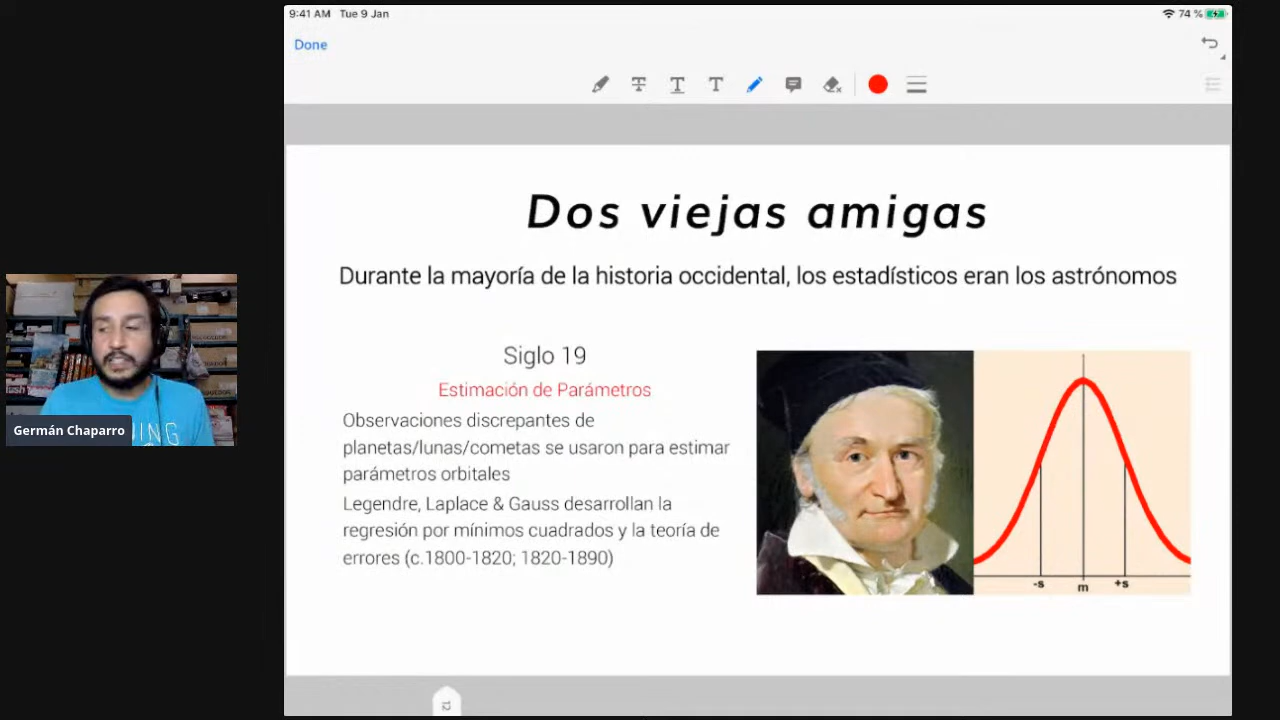 9:41 AM Tue 9 Jan
74 %
Done
Dos viejas amigas
Durante la mayoría de la historia occidental, los estadísticos eran los astrónomos
Siglo 19
Estimación de Parámetros
Observaciones discrepantes de
planetas/lunas/cometas se usaron para estimar
parámetros orbitales
Legendre, Laplace & Gauss desarrollan la
regresión por mínimos cuadrados y la teoría de
errores (c.1800-1820; 1820-1890)
-s m +s
Germán Chaparro
12